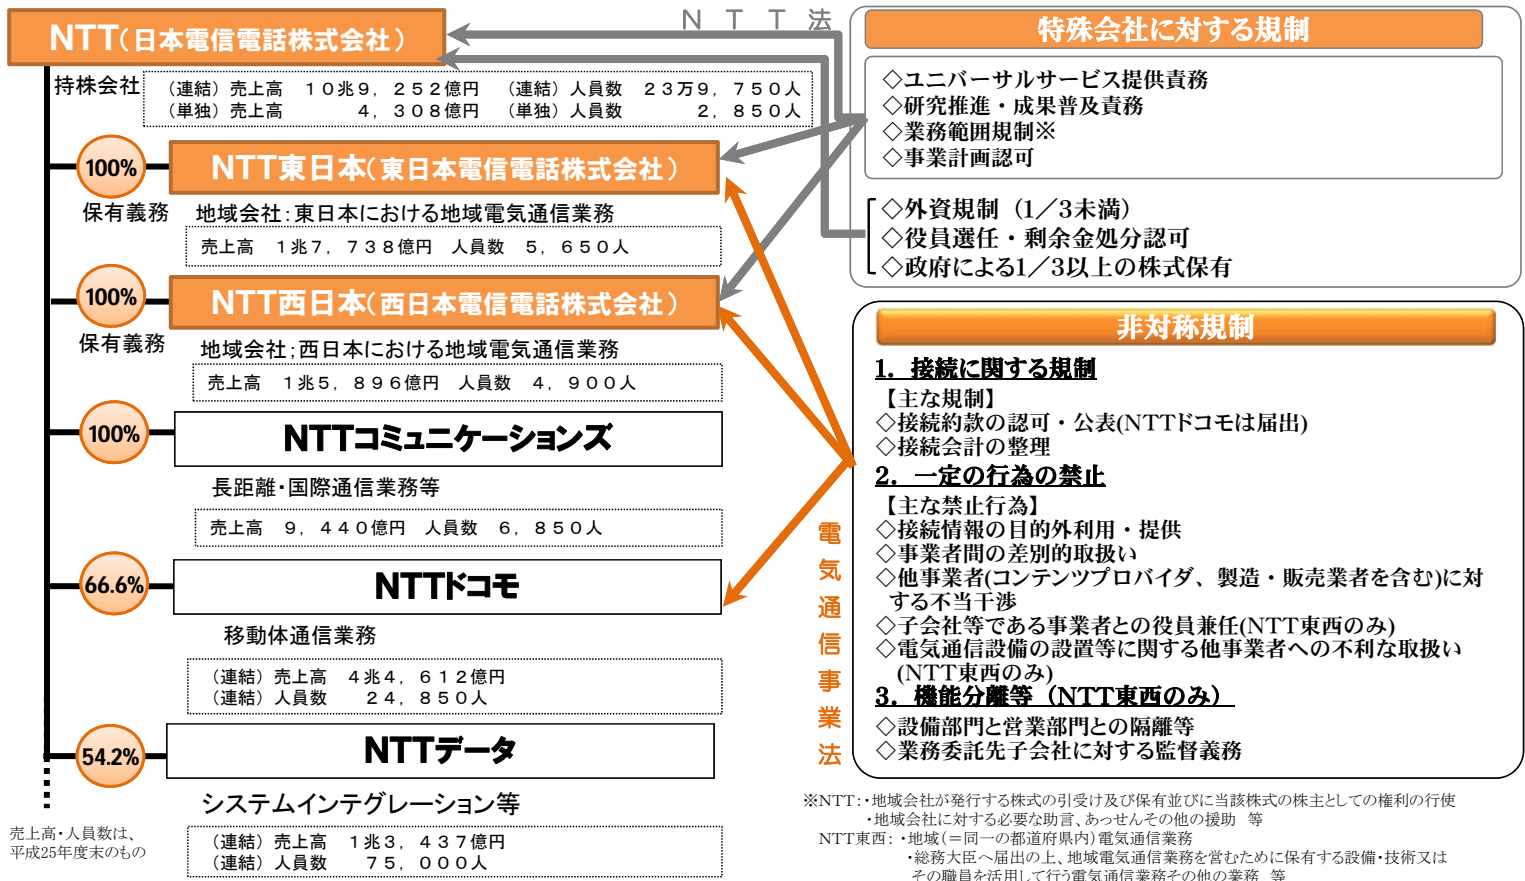 NTT(日本電信電話株式会社)
NTT法
持株会社
(連結)売上高　10兆9,252億円　(連結)人員数　23万9,750人
(単独)売上高　4,308億円　(単独)人員数　2,850人
100%
NTT東日本(東日本電信電話株式会社)
保有義務
地域会社:東日本における地域電気通信業務
売上高　1兆7,738億円　人員数　5,650人
100%
NTT西日本(西日本電信電話株式会社)
保有義務
地域会社;西日本における地域電気通信業務
売上高　1兆5,896億円　人員数　4,900人
100%
NTTコミュニケーションズ
長距離・国際通信業務等
売上高　9,440億円　人員数　6,850人
66.6%
NTTドコモ
移動体通信業務
(連結)売上高　4兆4,612億円
(連結)人員数　24,850人
54.2%
NTTデータ
システムインテグレーション等
(連結)売上高　1兆3,437億円
(連結)人員数　75,000人
売上高・人員数は、
平成25年度末のもの
特殊会社に対する規制
◇ユニバーサルサービス提供責務
◇研究推進・成果普及責務
◇業務範囲規制※
◇事業計画認可
◇外資規制（1／3未満）
◇役員選任・剰余金処分認可
◇政府による1／3以上の株式保有
電気通信事業法
非対称規制
1．接続に関する規制
【主な規制】
◇接続約款の認可・公表(NTTドコモは届出)
◇接続会計の整理
2．一定の行為の禁止
【主な禁止行為】
◇接続情報の目的外利用・提供
◇事業者間の差別的取扱い
◇他事業者(コンテンツプロバイダ、製造・販売業者を含む)に対
する不当干渉
◇子会社等である事業者との役員兼任(NTT東西のみ)
◇電気通信設備の設置等に関する他事業者への不利な取扱い
(NTT東西のみ)
3．機能分離等（NTT東西のみ）
◇設備部門と営業部門との隔離等
◇業務委託先子会社に対する監督義務
※NTT:・地域会社が発行する株式の引受け及び保有並びに当該株式の株主としての権利の行使
・地域会社に対する必要な助言、あっせんその他の援助　等
NTT東西:・地域(＝同一の都道府県内)電気通信業務
・総務大臣へ届出の上、地域電気通信業務を営むために保有する設備・技術又は
その職員を活用して行う電気通信業務その他の業務　等